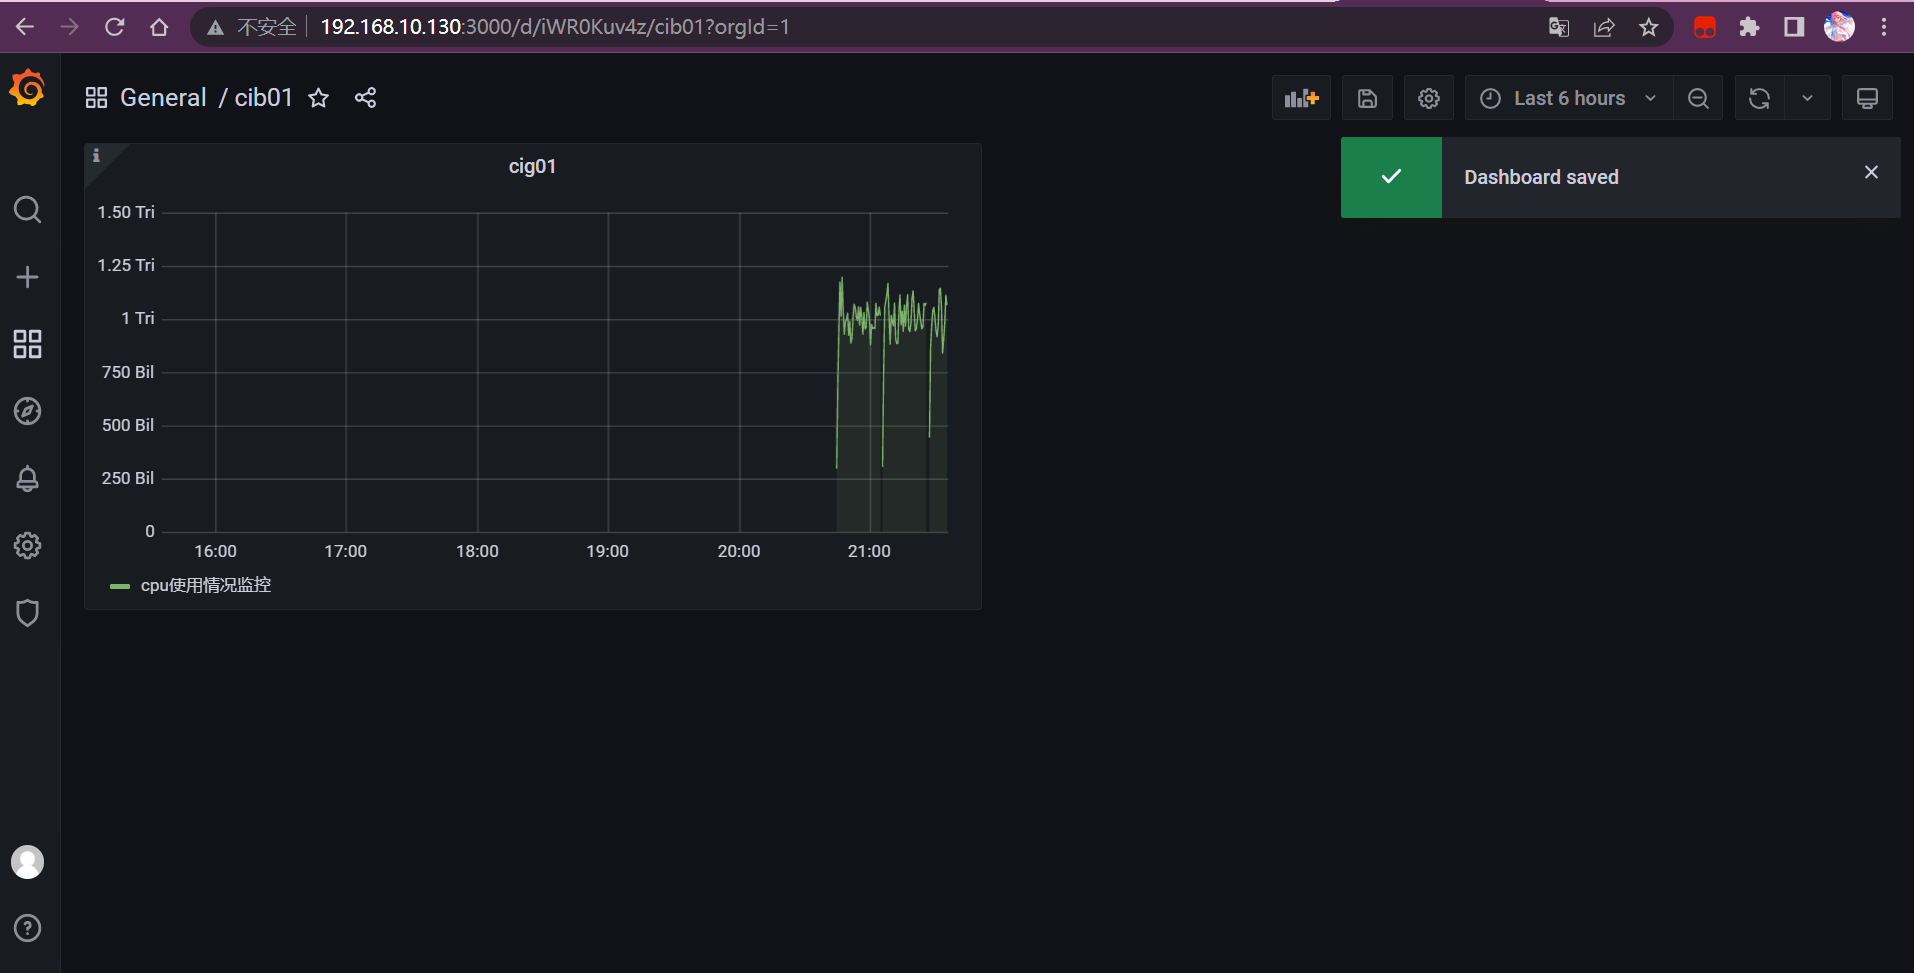 不安全 192.168.10.130:3000/d/iWR0Kuv4z/cib01?orgId=1
General / cib01
Last 6 hours
Dashboard saved
cig01
1.50 Tri
1.25 Tri
1 Tri
750 Bil
500 Bil
250 Bil
0
16:00 17:00 18:00 19:00 20:00 21:00
cpu使用情况监控